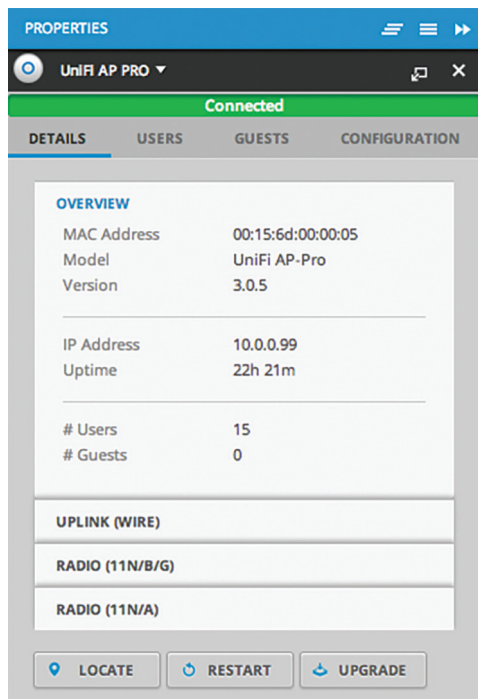 PROPERTIES
UniFi AP PRO
Connected
DETAILS USERS GUESTS CONFIGURATION
OVERVIEW
MAC Address 00:15:6d:00:00:05
Model UniFi AP-Pro
Version 3.0.5
IP Address 10.0.0.99
Uptime 22h 21m
# Users 15
# Guests 0
UPLINK (WIRE)
RADIO (11N/B/G)
RADIO (11N/A)
LOCATE RESTART UPGRADE